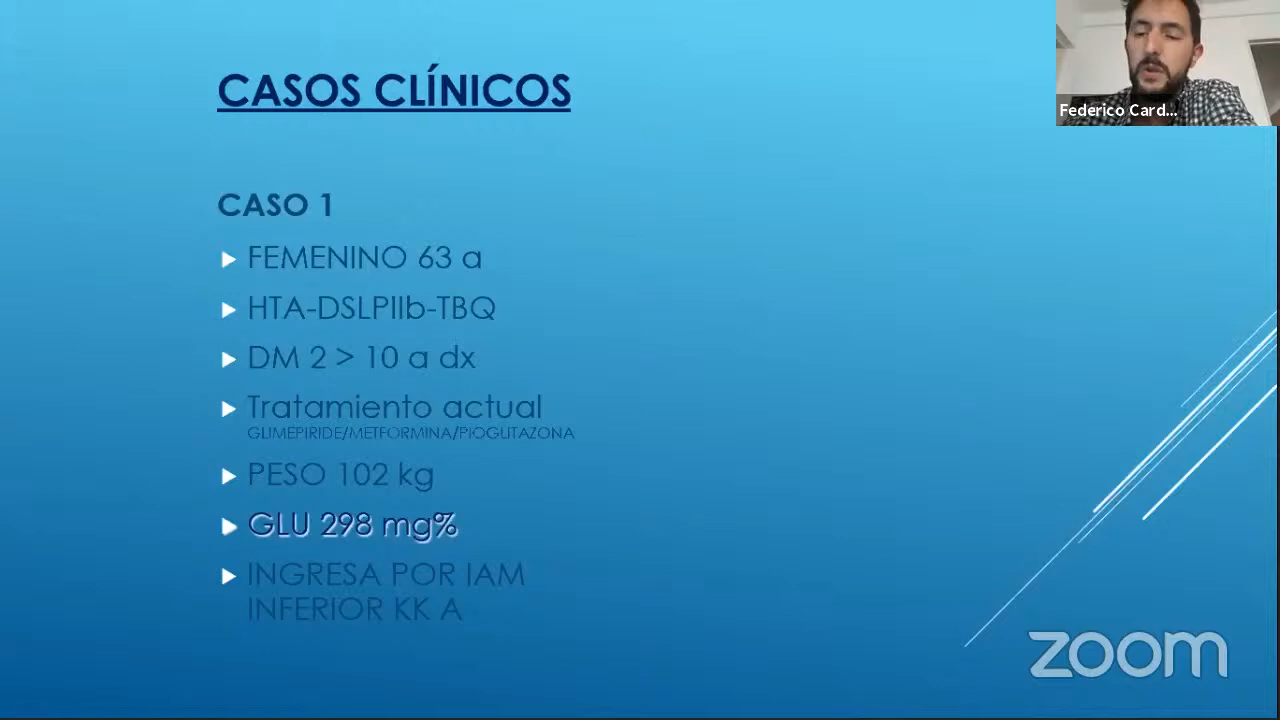 CASOS CLÍNICOS
Federico Card...
CASO 1
FEMENINO 63 a
HTA-DSLPIIb-TBQ
DM 2 > 10 a dx
Tratamiento actual
GLIMEPIRIDE/METFORMINA/PIOGLITAZONA
PESO 102 kg
GLU 298 mg%
INGRESA POR IAM
INFERIOR KK A
zoom